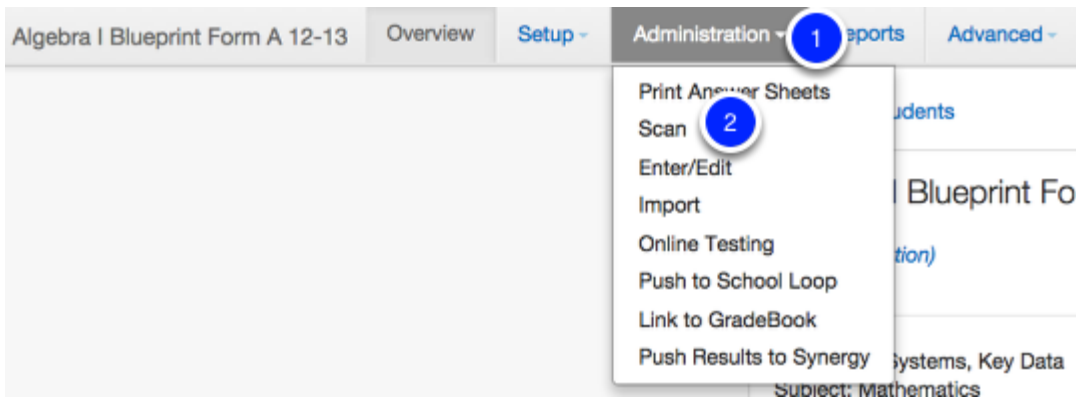 Algebra I Blueprint Form A 12-13 Overview Setup Administration 1 eports Advanced
Print Answer Sheets
udents
Scan 2
Enter/Edit
Import
l Blueprint Fo
Online Testing
tion)
Push to School Loop
Link to GradeBook
Push Results to Synergy
Systems, Key Data
Subject: Mathematics